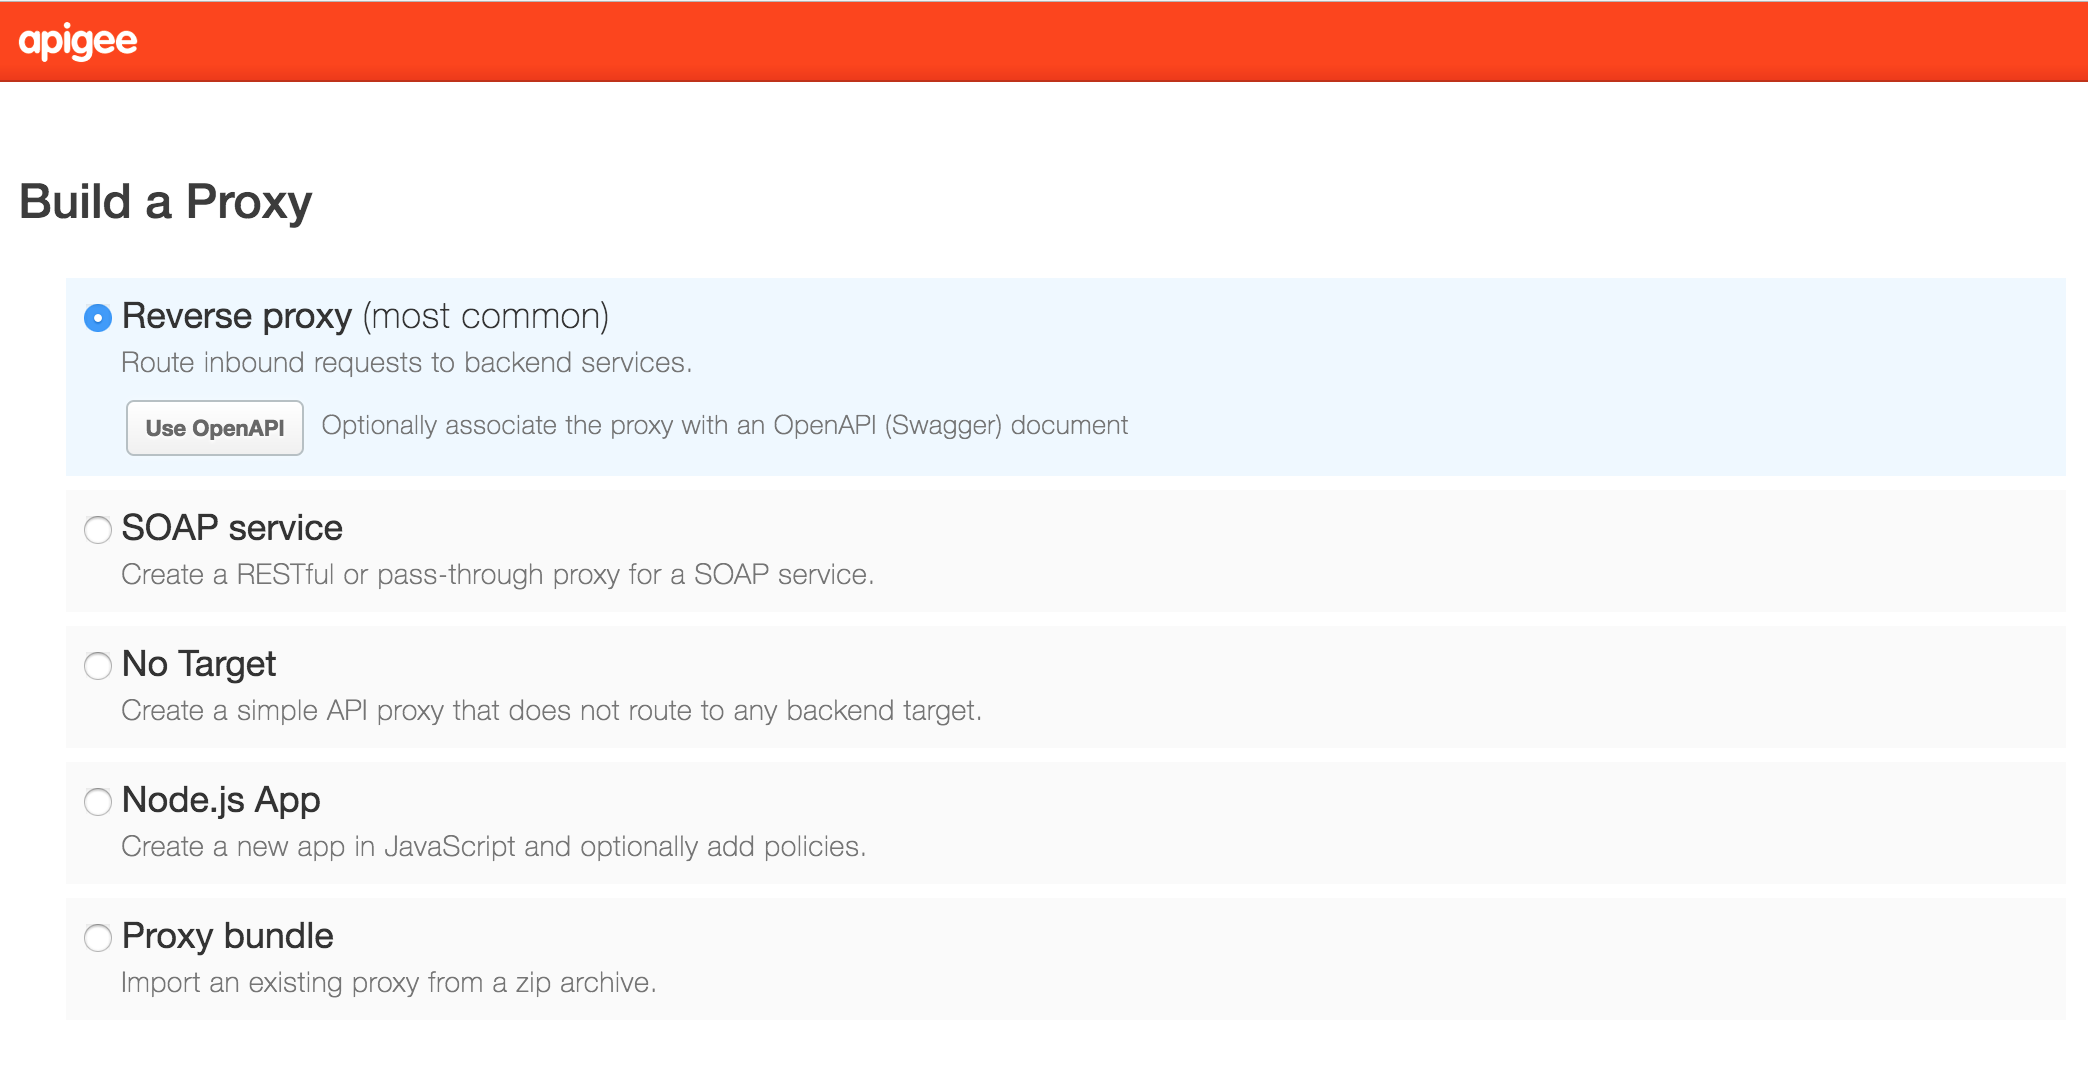 apigee
Build a Proxy
Reverse proxy (most common)
Route inbound requests to backend services.
Use OpenAPI Optionally associate the proxy with an OpenAPI (Swagger) document
SOAP service
Create a RESTful or pass-through proxy for a SOAP service.
No Target
Create a simple API proxy that does not route to any backend target.
Node.js App
Create a new app in JavaScript and optionally add policies.
Proxy bundle
Import an existing proxy from a zip archive.